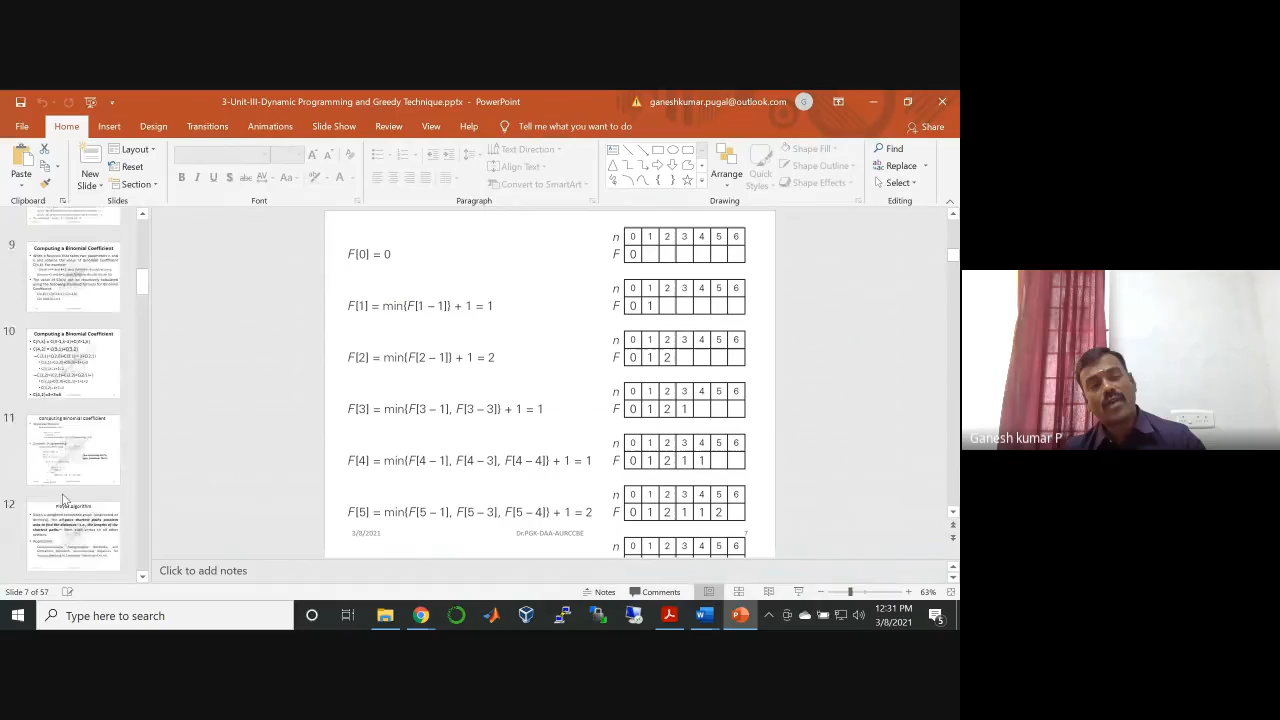 3-Unit-III-Dynamic Programming and Greedy Technique.pptx - PowerPoint
ganeshkumar.pugal@outlook.com
G
File Home Insert Design Transitions Animations Slide Show Review View Help Tell me what you want to do
Share
Paste
New
Slide
Layout
Reset
Section
B I U S abc AV Aa A
Text Direction
Align Text
Convert to SmartArt
Arrange
Quick
Styles
Shape Fill
Shape Outline
Shape Effects
Find
Replace
Select
Clipboard Slides Font Paragraph Drawing Editing
9
Computing a Binomial Coefficient
10
Computing a Binomial Coefficient
11
Computing Binomial Coefficient
12
F[0] = 0
n 0 1 2 3 4 5 6
F 0
F[1] = min{F[1 − 1]} + 1 = 1
n 0 1 2 3 4 5 6
F 0 1
F[2] = min{F[2 − 1]} + 1 = 2
n 0 1 2 3 4 5 6
F 0 1 2
F[3] = min{F[3 − 1], F[3 − 3]} + 1 = 1
n 0 1 2 3 4 5 6
F 0 1 2 1
F[4] = min{F[4 − 1], F[4 − 3], F[4 − 4]} + 1 = 1
n 0 1 2 3 4 5 6
F 0 1 2 1 1
F[5] = min{F[5 − 1], F[5 − 3], F[5 − 4]} + 1 = 2
n 0 1 2 3 4 5 6
F 0 1 2 1 1 2
3/8/2021
Dr.PGK-DAA-AURCCBE
7
n 0 1 2 3 4 5 6
Click to add notes
Slide 7 of 57
Notes
Comments
63%
Type here to search
12:31 PM
3/8/2021
5
Ganesh kumar P